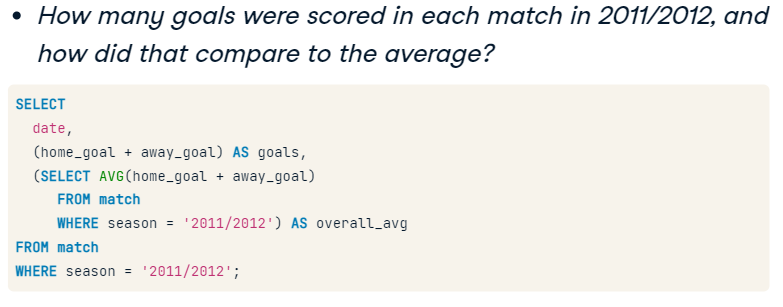 • How many goals were scored in each match in 2011/2012, and
how did that compare to the average?
SELECT
  date,
  (home_goal + away_goal) AS goals,
  (SELECT AVG(home_goal + away_goal)
     FROM match
     WHERE season = '2011/2012') AS overall_avg
FROM match
WHERE season = '2011/2012';